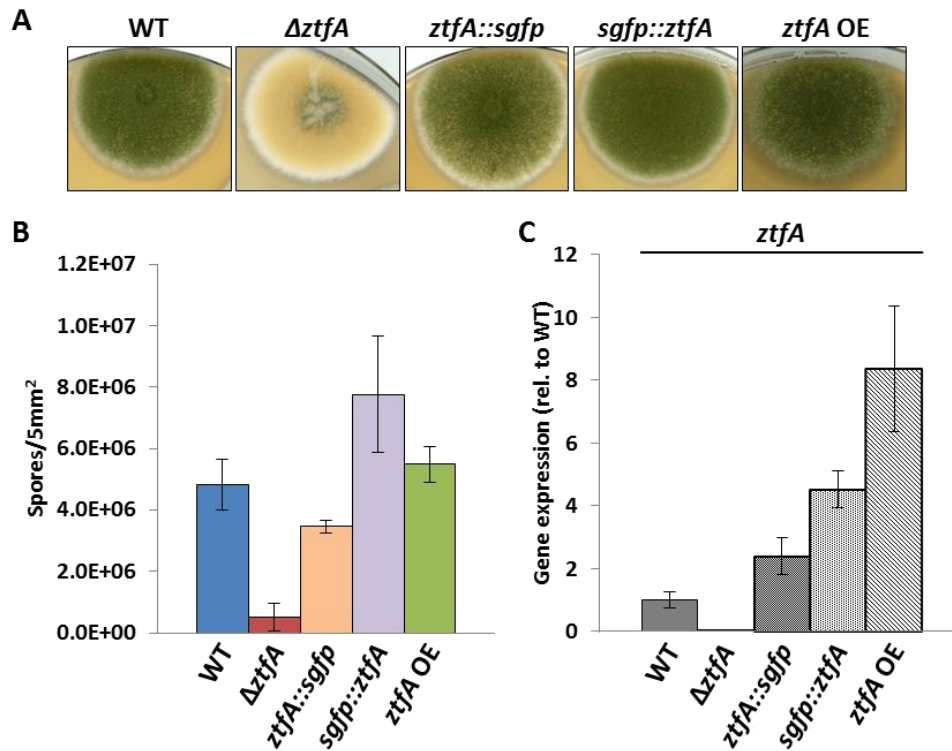 A
WT
ΔztfA
ztfA::sgfp
sgfp::ztfA
ztfA OE
B
1.2E+07
1.0E+07
8.0E+06
6.0E+06
4.0E+06
2.0E+06
0.0E+00
Spores/5mm²
WT
ΔztfA
ztfA::sgfp
sgfp::ztfA
ztfA OE
C
ztfA
12
10
8
6
4
2
0
Gene expression (rel. to WT)
WT
ΔztfA
ztfA::sgfp
sgfp::ztfA
ztfA OE